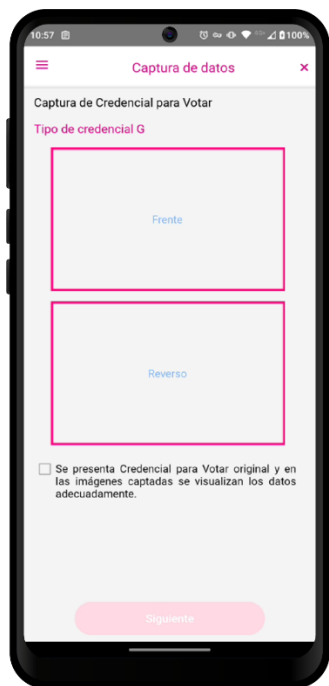 10:57
100%
Captura de datos
×
Captura de Credencial para Votar
Tipo de credencial G
Frente
Reverso
Se presenta Credencial para Votar original y en
las imágenes captadas se visualizan los datos
adecuadamente.
Siguiente